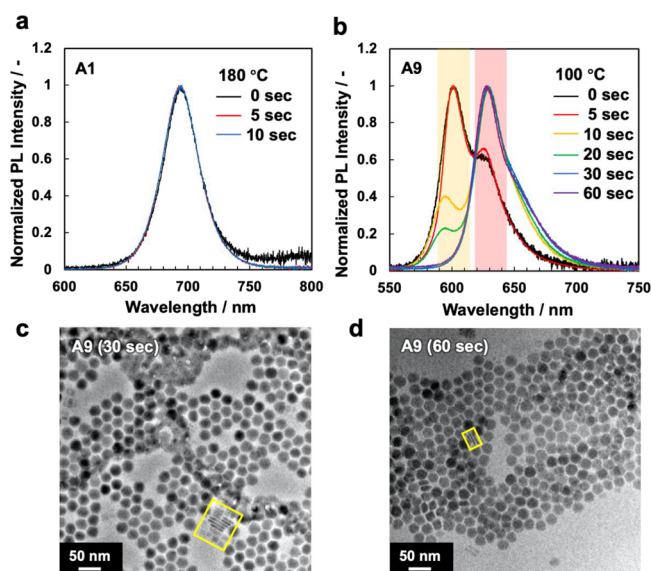 a
A1
180 °C
0 sec
5 sec
10 sec
Normalized PL Intensity / -
1.2
1
0.8
0.6
0.4
0.2
0
600 650 700 750 800
Wavelength / nm
b
A9
100 °C
0 sec
5 sec
10 sec
20 sec
30 sec
60 sec
Normalized PL Intensity / -
1.2
1
0.8
0.6
0.4
0.2
0
550 600 650 700 750
Wavelength / nm
c
A9 (30 sec)
50 nm
d
A9 (60 sec)
50 nm